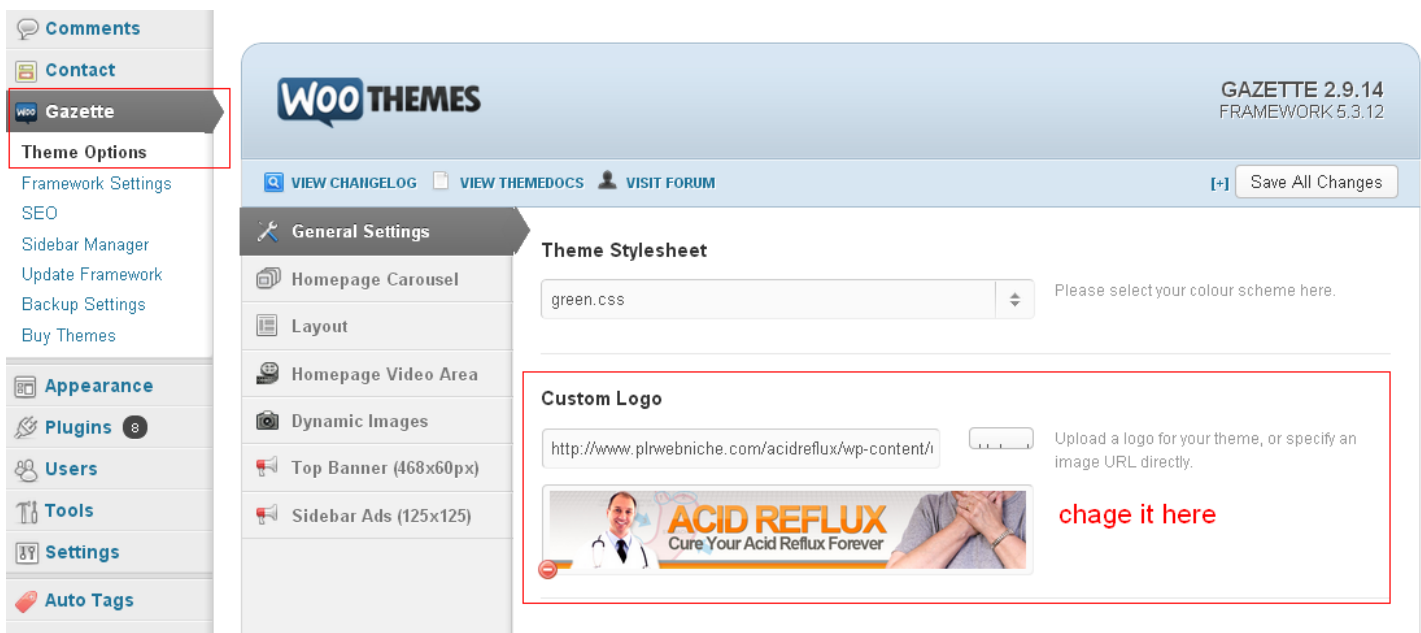 Comments
Contact
Gazette
Theme Options
Framework Settings
SEO
Sidebar Manager
Update Framework
Backup Settings
Buy Themes
Appearance
Plugins 8
Users
Tools
Settings
Auto Tags
WOO THEMES
GAZETTE 2.9.14
FRAMEWORK 5.3.12
VIEW CHANGELOG VIEW THEMEDOCS VISIT FORUM
[+] Save All Changes
General Settings
Homepage Carousel
Layout
Homepage Video Area
Dynamic Images
Top Banner (468x60px)
Sidebar Ads (125x125)
Theme Stylesheet
green.css
Please select your colour scheme here.
Custom Logo
http://www.plrwebniche.com/acidreflux/wp-content/
Upload a logo for your theme, or specify an
image URL directly.
ACID REFLUX
Cure Your Acid Reflux Forever
chage it here